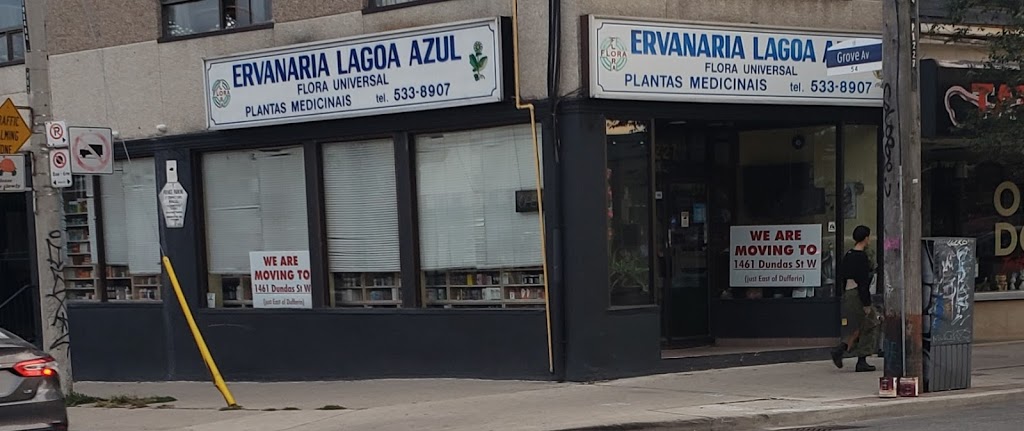 ERVANARIA LAGOA AZUL
FLORA UNIVERSAL
PLANTAS MEDICINAIS tel. 533-8907
ERVANARIA LAGOA A
FLORA UNIVERSAL
PLANTAS MEDICINAIS tel. 533-8907
FLORA
Grove Av
54
WE ARE
MOVING TO
1461 Dundas St W
(just East of Dufferin)
WE ARE
MOVING TO
1461 Dundas St W
(just East of Dufferin)